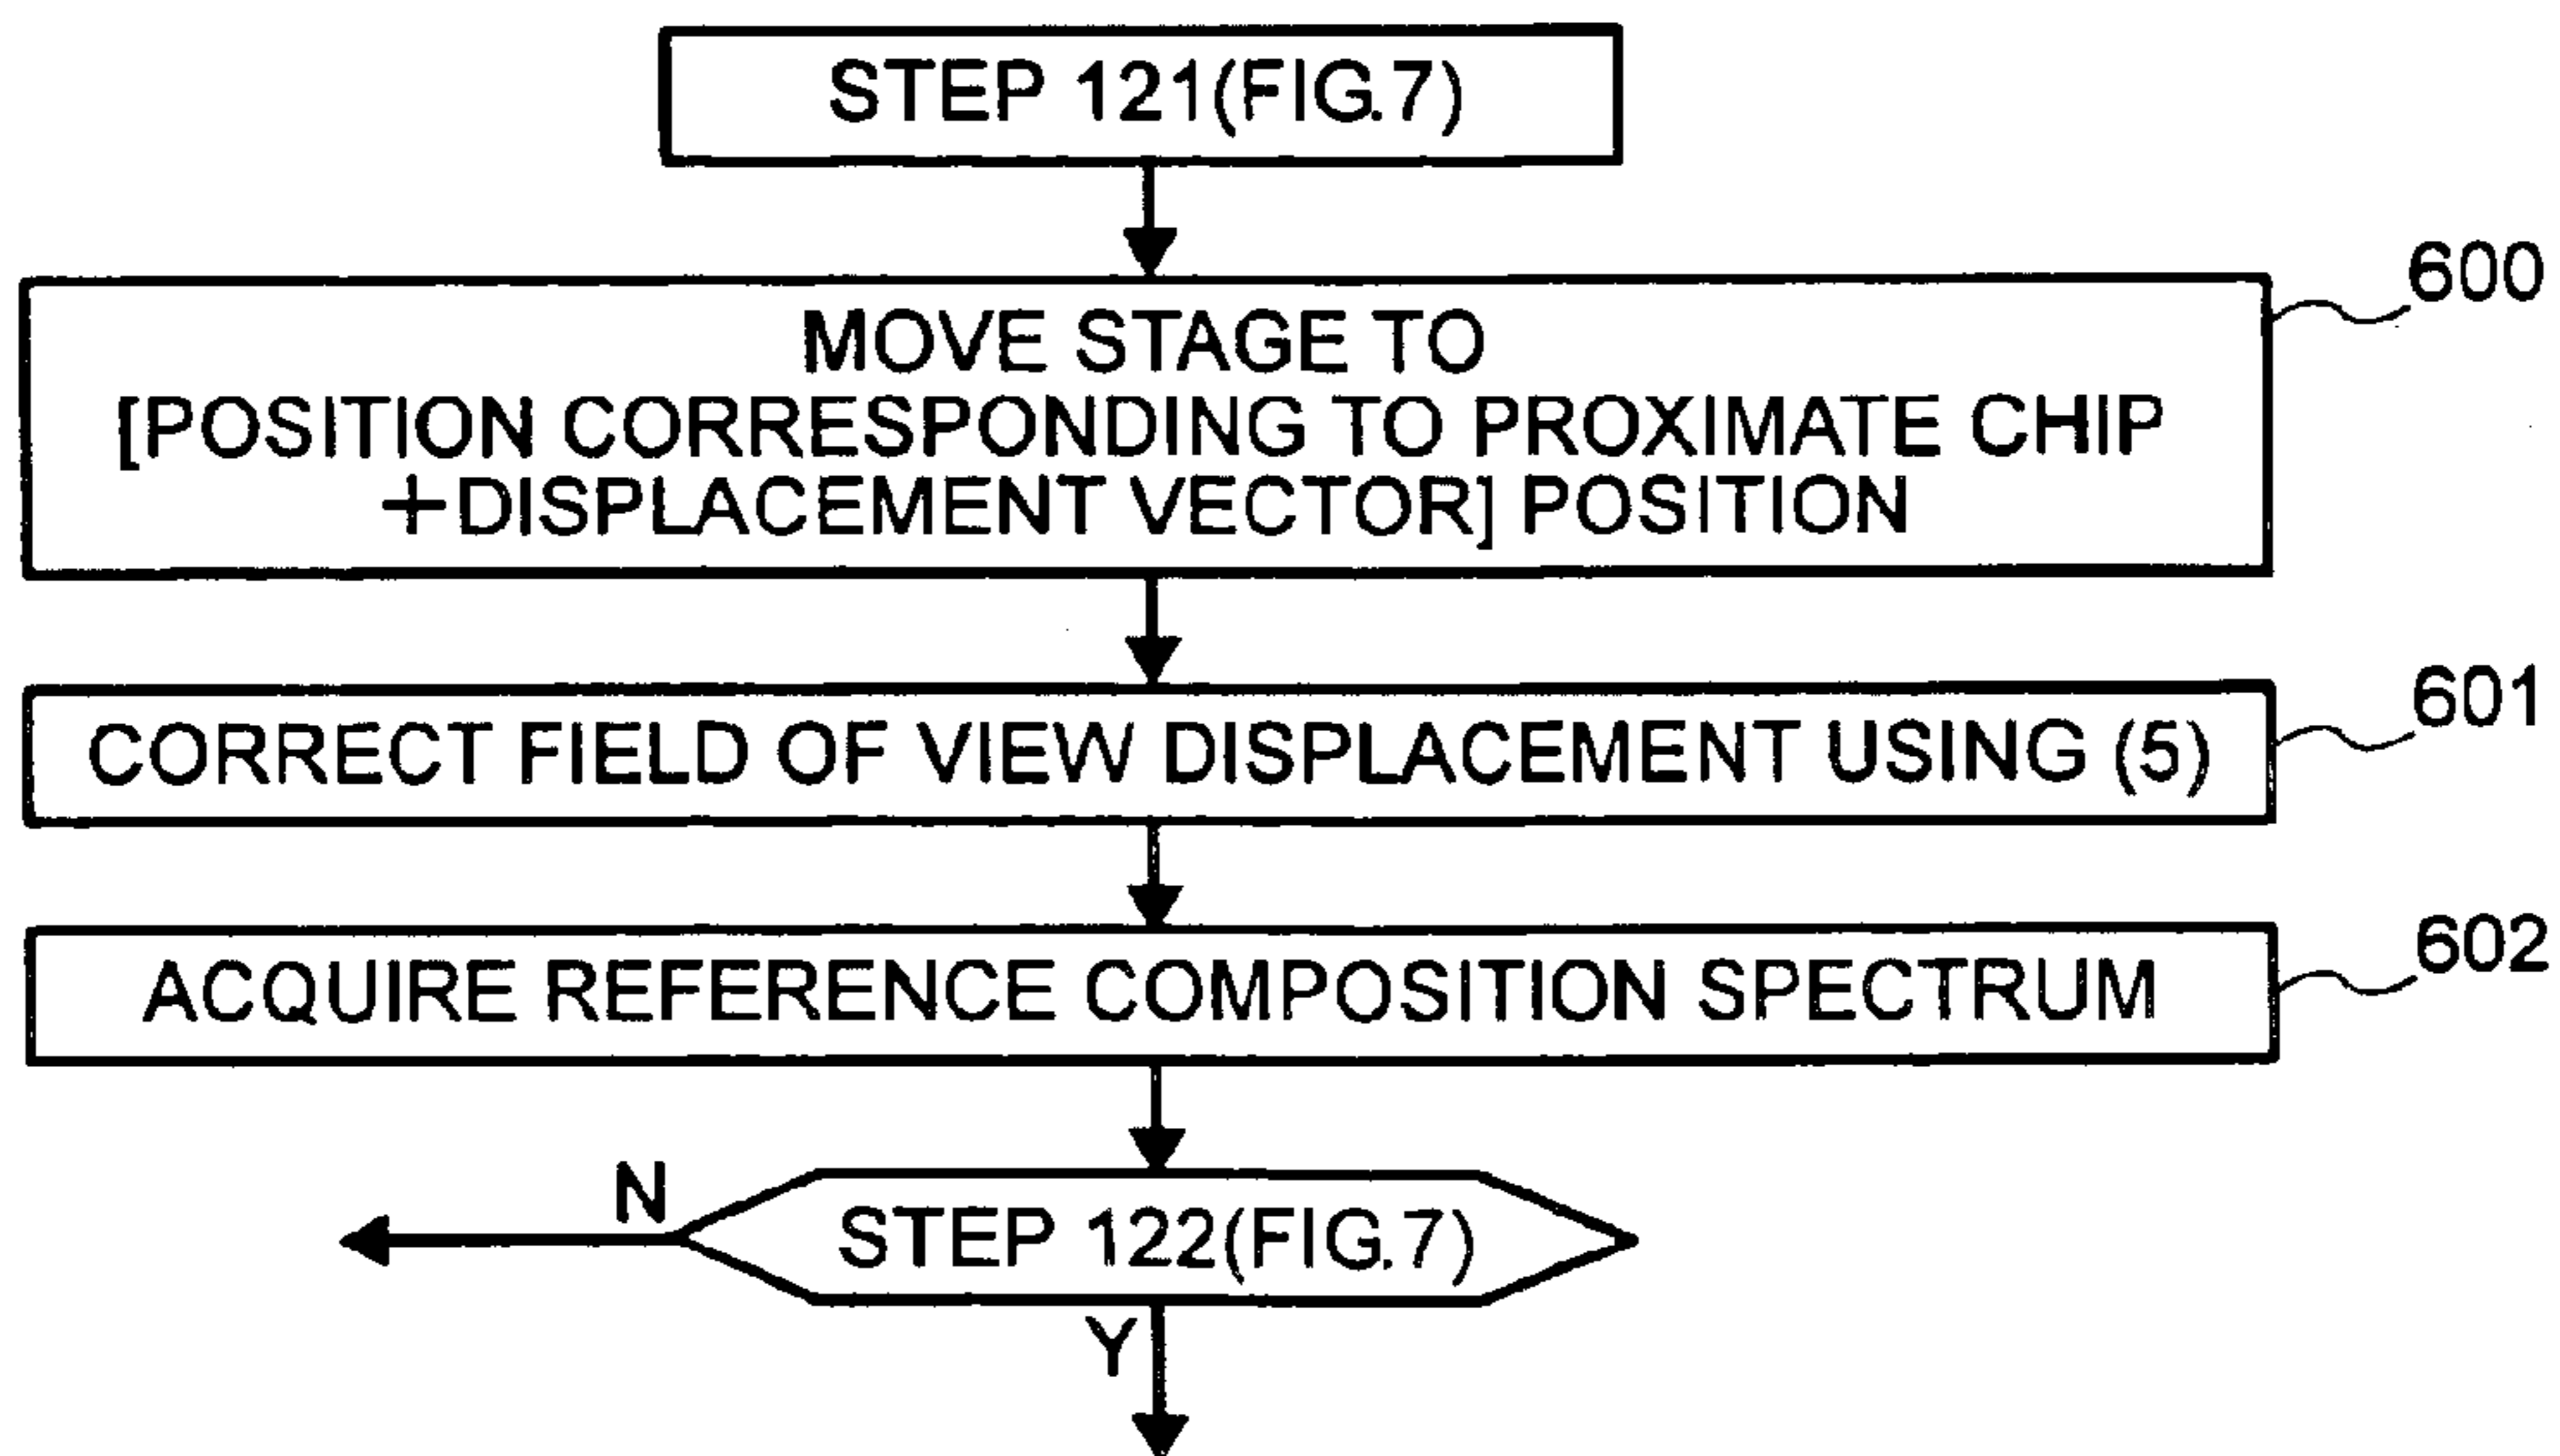 STEP 121(FIG.7)
600
MOVE STAGE TO
[POSITION CORRESPONDING TO PROXIMATE CHIP
+DISPLACEMENT VECTOR] POSITION
601
CORRECT FIELD OF VIEW DISPLACEMENT USING (5)
602
ACQUIRE REFERENCE COMPOSITION SPECTRUM
N
STEP 122(FIG.7)
Y